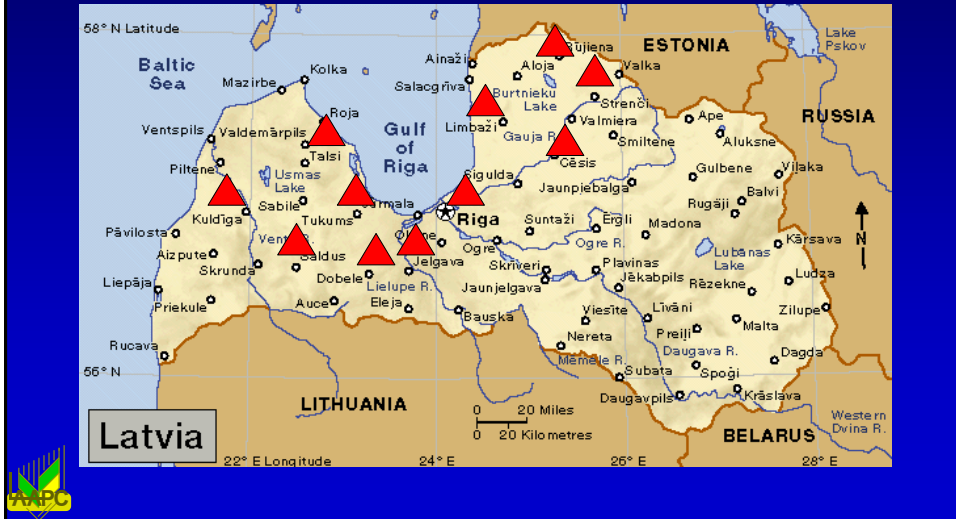 58° N Latitude
Baltic
Sea
Mazirbe
Kolka
Ainaži
Salacgrīva
Aloja
Rūjiena
Valka
ESTONIA
Lake
Pskov
RUSSIA
Burtnieku
Lake
Strenči
Roja
Ventspils
Valdemārpils
Talsi
Gulf
of
Riga
Limbaži
Gauja R.
Valmiera
Smiltene
Ape
Aluksne
Piltene
Usmas
Lake
Cēsis
Gulbene
Viļaka
Sigulda
Jaunpiebalga
Balvi
Rugāji
Kuldīga
Sabile
Tukums
Riga
Suntaži
Ērgli
Madona
Pāvilosta
Ogre
Ogre R.
Lubānas
Lake
Kārsava
N
Aizpute
Saldus
Skrunda
Dobele
Jelgava
Skriveri
Plavinas
Jēkabpils
Rēzekne
Ludza
Liepāja
Lielupe R.
Jaunjelgava
Priekule
Auce
Eleja
Bauska
Viesīte
Līvāni
Preiļi
Malta
Zilupe
Nereta
Rucava
Memele R.
Daugava R.
Dagda
56° N
Subata
Spoģi
Daugavpils
Krāslava
LITHUANIA
0 20 Miles
0 20 Kilometres
BELARUS
Western
Dvina R.
Latvia
22° E Longitude
24°
26°
28° E
AAPC